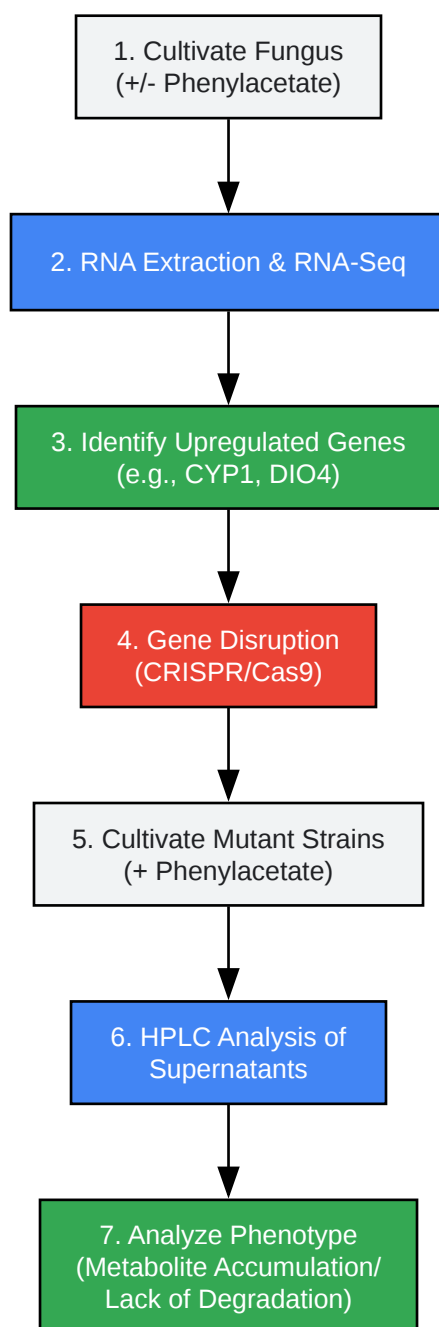 1. Cultivate Fungus
(+/- Phenylacetate)
2. RNA Extraction & RNA-Seq
3. Identify Upregulated Genes
(e.g., CYP1, DIO4)
4. Gene Disruption
(CRISPR/Cas9)
5. Cultivate Mutant Strains
(+ Phenylacetate)
6. HPLC Analysis of
Supernatants
7. Analyze Phenotype
(Metabolite Accumulation/
Lack of Degradation)